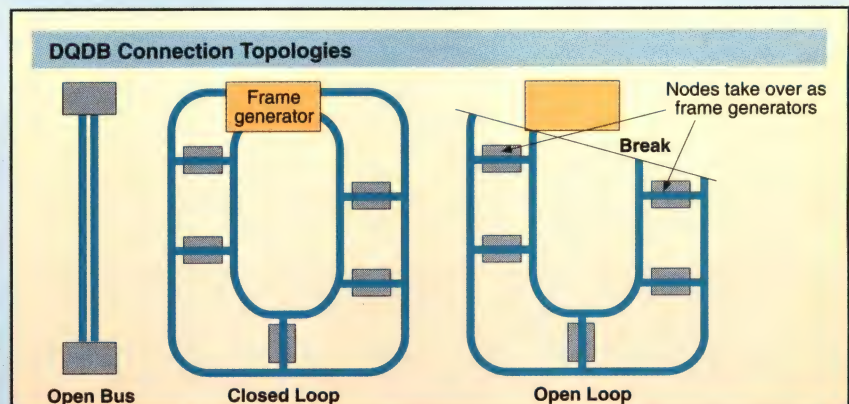 DQDB Connection Topologies
Frame
generator
Nodes take over as
frame generators
Break
Open Bus
Closed Loop
Open Loop